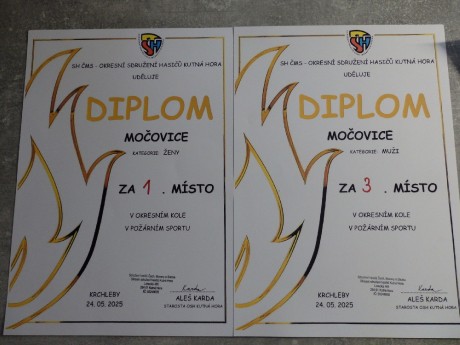 SH ČMS - OKRESNÍ SDRUŽENÍ HASIČŮ KUTNÁ HORA
UDĚLUJE
DIPLOM
MOČOVICE
KATEGORIE: ŽENY
ZA 1 . MÍSTO
V OKRESNÍM KOLE
V POŽÁRNÍM SPORTU
KRCHLEBY
24. 05. 2025
ALEŠ KARDA
STAROSTA OSH KUTNÁ HORA
SH ČMS - OKRESNÍ SDRUŽENÍ HASIČŮ KUTNÁ HORA
UDĚLUJE
DIPLOM
MOČOVICE
KATEGORIE: MUŽI
ZA 3 . MÍSTO
V OKRESNÍM KOLE
V POŽÁRNÍM SPORTU
KRCHLEBY
24. 05. 2025
ALEŠ KARDA
STAROSTA OSH KUTNÁ HORA